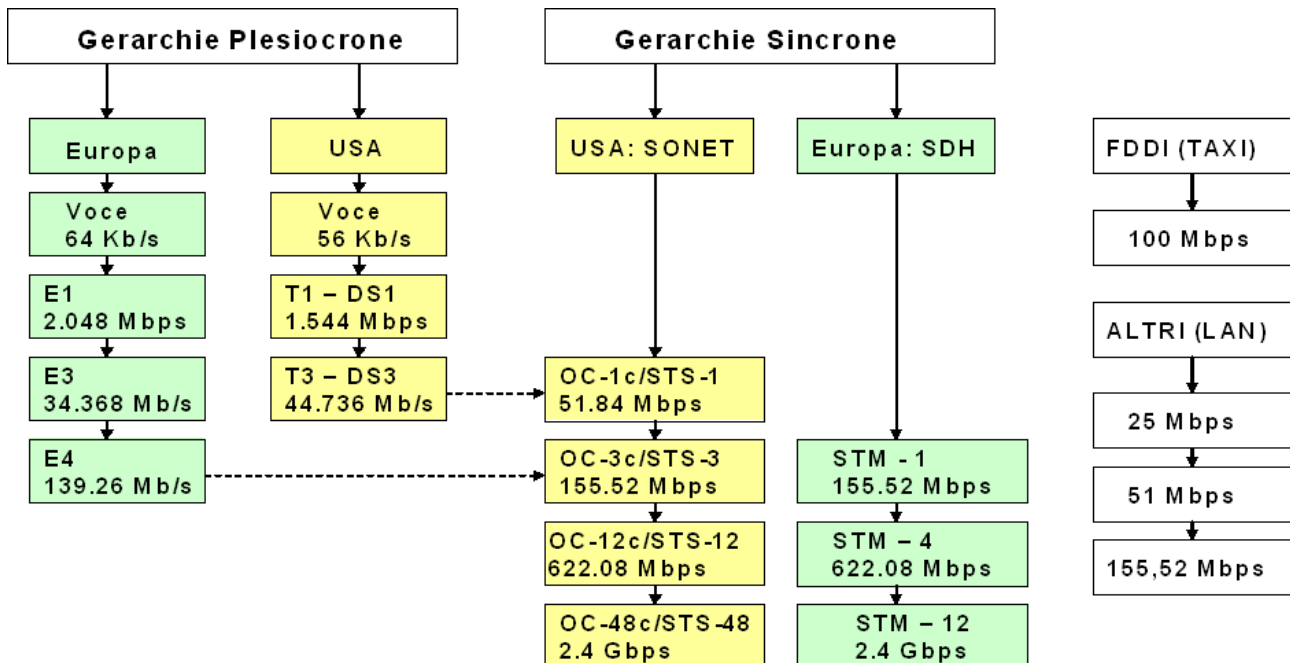 Gerarchie Plesiocrone
Gerarchie Sincrone
Europa
USA
USA: SONET
Europa: SDH
FDDI (TAXI)
Voce
64 Kb/s
Voce
56 Kb/s
100 Mbps
E1
2.048 Mbps
T1 – DS1
1.544 Mbps
ALTRI (LAN)
E3
34.368 Mb/s
T3 – DS3
44.736 Mb/s
OC-1c/STS-1
51.84 Mbps
25 Mbps
E4
139.26 Mb/s
OC-3c/STS-3
155.52 Mbps
STM - 1
155.52 Mbps
51 Mbps
OC-12c/STS-12
622.08 Mbps
STM – 4
622.08 Mbps
155,52 Mbps
OC-48c/STS-48
2.4 Gbps
STM – 12
2.4 Gbps